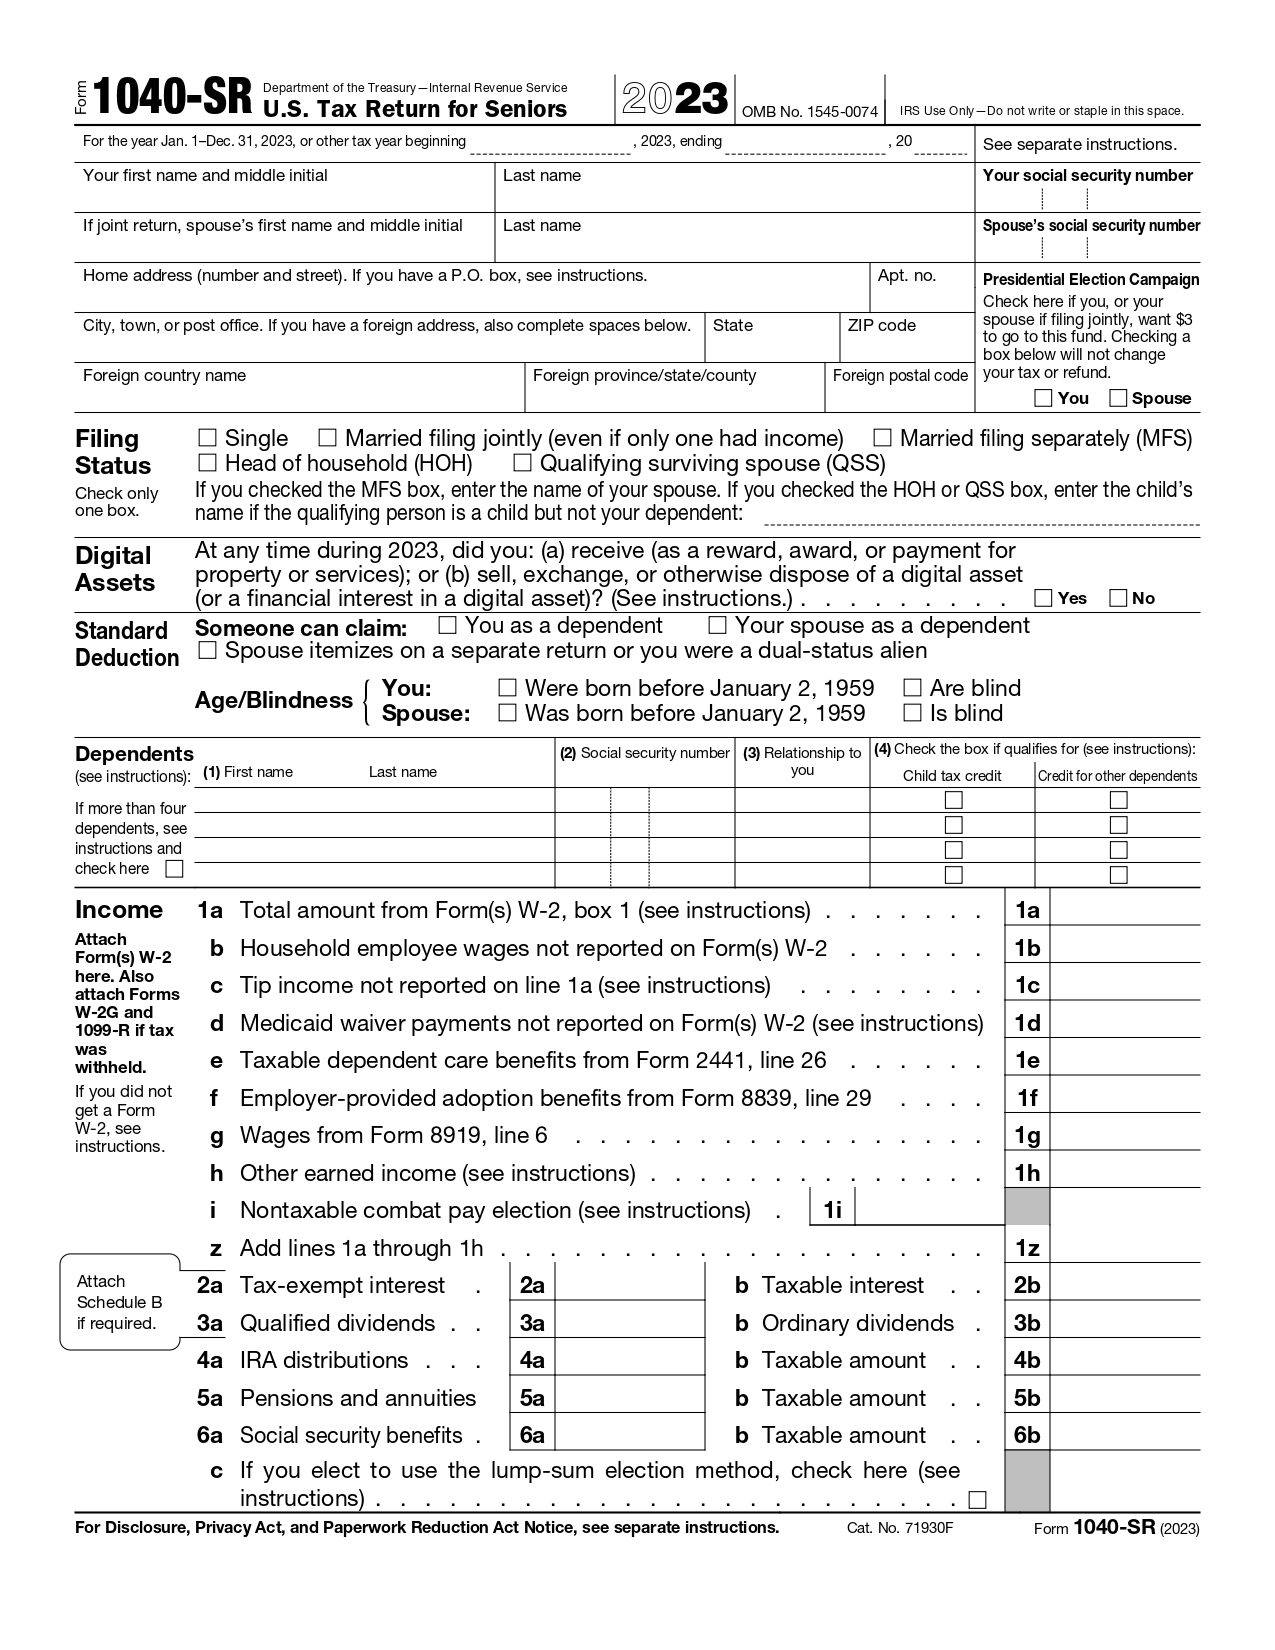 Form 1040-SR Department of the Treasury—Internal Revenue Service
U.S. Tax Return for Seniors 2023 OMB No. 1545-0074 IRS Use Only—Do not write or staple in this space.
For the year Jan. 1–Dec. 31, 2023, or other tax year beginning , 2023, ending , 20 See separate instructions.
Your first name and middle initial Last name Your social security number
If joint return, spouse's first name and middle initial Last name Spouse's social security number
Home address (number and street). If you have a P.O. box, see instructions. Apt. no.
City, town, or post office. If you have a foreign address, also complete spaces below. State ZIP code
Foreign country name Foreign province/state/county Foreign postal code
Presidential Election Campaign
Check here if you, or your
spouse if filing jointly, want $3
to go to this fund. Checking a
box below will not change
your tax or refund.
You Spouse
Filing
Status
Check only
one box.
Single Married filing jointly (even if only one had income) Married filing separately (MFS)
Head of household (HOH) Qualifying surviving spouse (QSS)
If you checked the MFS box, enter the name of your spouse. If you checked the HOH or QSS box, enter the child's
name if the qualifying person is a child but not your dependent:
Digital
Assets
At any time during 2023, did you: (a) receive (as a reward, award, or payment for
property or services); or (b) sell, exchange, or otherwise dispose of a digital asset
(or a financial interest in a digital asset)? (See instructions.) . . . . . . . . . Yes No
Standard
Deduction
Someone can claim: You as a dependent Your spouse as a dependent
Spouse itemizes on a separate return or you were a dual-status alien
Age/Blindness
You: Were born before January 2, 1959 Are blind
Spouse: Was born before January 2, 1959 Is blind
Dependents
(see instructions):
If more than four
dependents, see
instructions and
check here
(1) First name Last name (2) Social security number (3) Relationship to
you
(4) Check the box if qualifies for (see instructions):
Child tax credit Credit for other dependents
Income
Attach
Form(s) W-2
here. Also
attach Forms
W-2G and
1099-R if tax
was
withheld.
If you did not
get a Form
W-2, see
instructions.
1a Total amount from Form(s) W-2, box 1 (see instructions) . . . . . . . 1a
b Household employee wages not reported on Form(s) W-2 . . . . . . 1b
c Tip income not reported on line 1a (see instructions) . . . . . . . . 1c
d Medicaid waiver payments not reported on Form(s) W-2 (see instructions) 1d
e Taxable dependent care benefits from Form 2441, line 26 . . . . . . 1e
f Employer-provided adoption benefits from Form 8839, line 29 . . . . 1f
g Wages from Form 8919, line 6 . . . . . . . . . . . . . . . . . 1g
h Other earned income (see instructions) . . . . . . . . . . . . . . 1h
i Nontaxable combat pay election (see instructions) . 1i
z Add lines 1a through 1h . . . . . . . . . . . . . . . . . . . . 1z
Attach
Schedule B
if required.
2a Tax-exempt interest . 2a b Taxable interest . . 2b
3a Qualified dividends . . 3a b Ordinary dividends . 3b
4a IRA distributions . . . 4a b Taxable amount . . 4b
5a Pensions and annuities 5a b Taxable amount . . 5b
6a Social security benefits . 6a b Taxable amount . . 6b
c If you elect to use the lump-sum election method, check here (see
instructions) . . . . . . . . . . . . . . . . . . . . . . . .
For Disclosure, Privacy Act, and Paperwork Reduction Act Notice, see separate instructions. Cat. No. 71930F Form 1040-SR (2023)